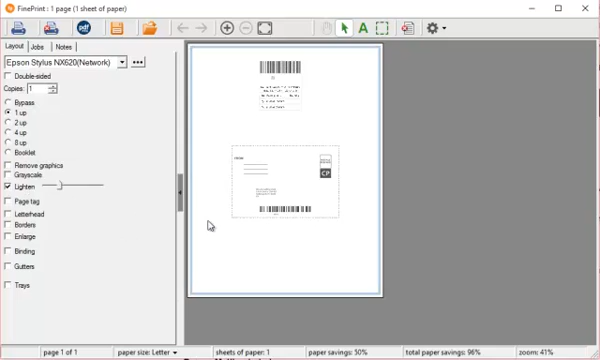 FinePrint : 1 page (1 sheet of paper)
Layout Jobs Notes
Epson Stylus NX620(Network)
Double-sided
Copies: 1
Bypass
1 up
2 up
4 up
8 up
Booklet
Remove graphics
Grayscale
Lighten
Page tag
Letterhead
Borders
Enlarge
Binding
Gutters
Trays
pdf
A
CP
page 1 of 1 paper size: Letter sheets of paper: 1 paper savings: 50% total paper savings: 96% zoom: 41%